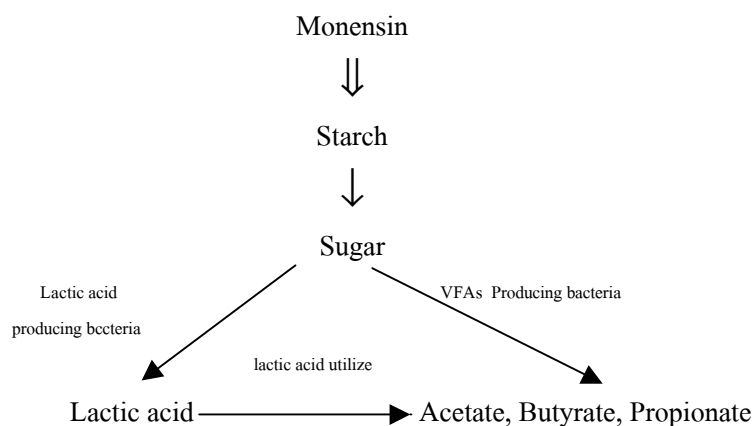 Monensin
Starch
Sugar
Lactic acid
producing bccteria
VFAs Producing bacteria
lactic acid utilize
Lactic acid
Acetate, Butyrate, Propionate